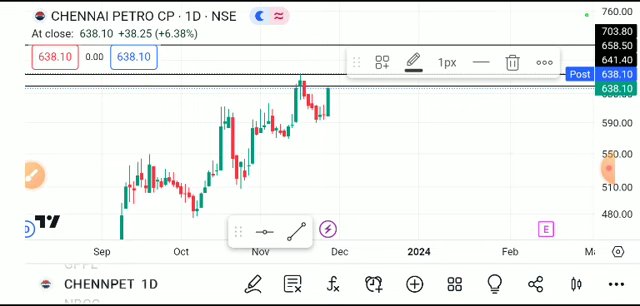 CHENNAI PETRO CP · 1D · NSE
At close: 638.10 +38.25 (+6.38%)
638.10 0.00 638.10
1px
760.00
703.80
658.50
641.40
Post 638.10
638.10
590.00
550.00
510.00
480.00
E
Sep Oct Nov Dec 2024 Feb
CHENNPET 1D